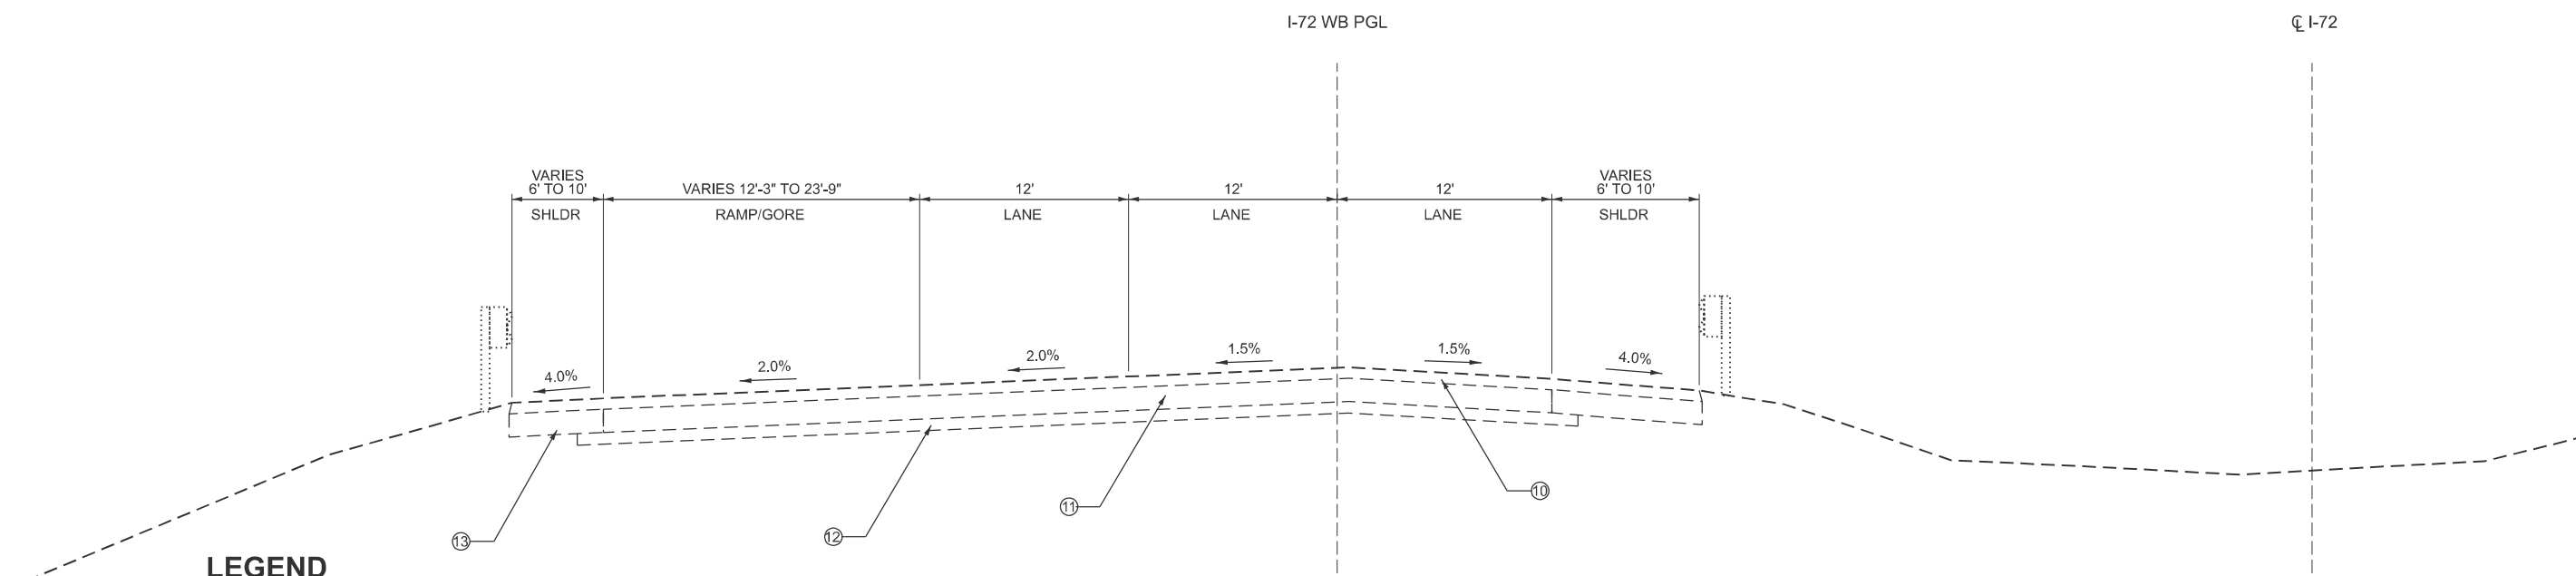 I-72 WB PGL
℄ I-72
VARIES
6' TO 10'
SHLDR
VARIES 12'-3" TO 23'-9"
RAMP/GORE
12'
LANE
12'
LANE
12'
LANE
VARIES
6' TO 10'
SHLDR
4.0%
2.0%
2.0%
1.5%
1.5%
4.0%
10
11
12
13
LEGEND